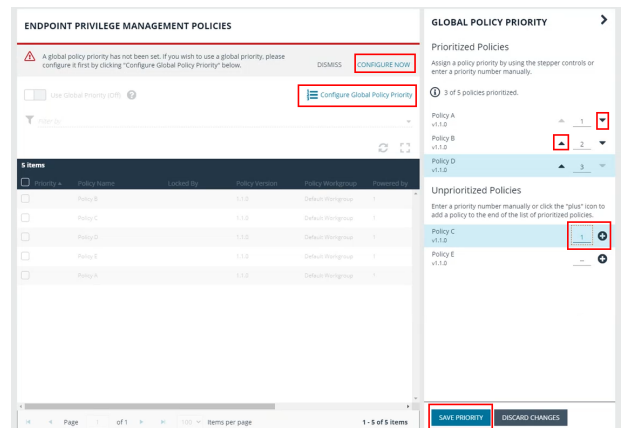 ENDPOINT PRIVILEGE MANAGEMENT POLICIES
A global policy priority has not been set. If you wish to use a global priority, please
configure it first by clicking "Configure Global Policy Priority" below.
DISMISS
CONFIGURE NOW
Use Global Priority (Off)
Configure Global Policy Priority
Filter by
5 items
Priority Policy Name Locked By Policy Version Policy Workgroup Powered by
Policy B 1.1.0 Default Workgroup
Policy C 1.1.0 Default Workgroup
Policy D 1.1.0 Default Workgroup
Policy E 1.1.0 Default Workgroup
Policy A 1.1.0 Default Workgroup
Page 1 of 1 100 items per page 1 - 5 of 5 items
GLOBAL POLICY PRIORITY
Prioritized Policies
Assign a policy priority by using the stepper controls or
enter a priority number manually.
3 of 5 policies prioritized.
Policy A
v1.1.0
1
Policy B
v1.1.0
2
Policy D
v1.1.0
3
Unprioritized Policies
Enter a priority number manually or click the "plus" icon to
add a policy to the end of the list of prioritized policies.
Policy C
v1.1.0
1
Policy E
v1.1.0
–
SAVE PRIORITY
DISCARD CHANGES